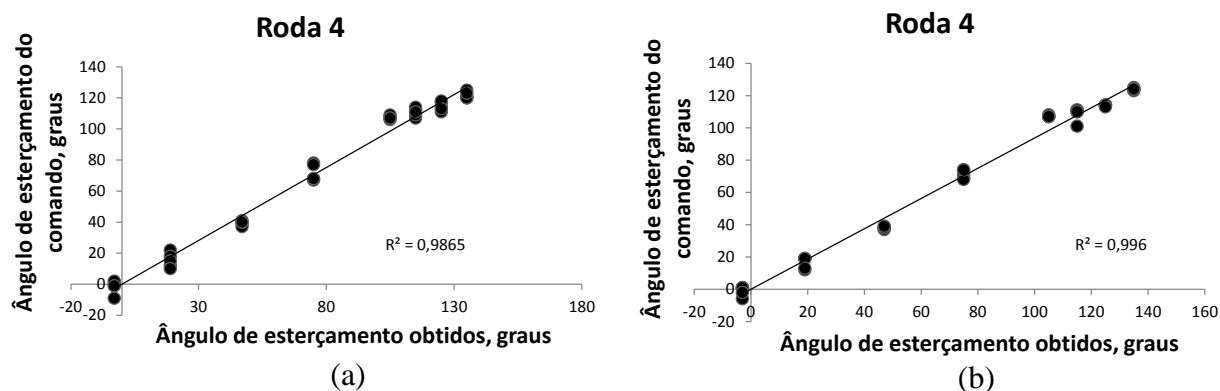 Roda 4
Ângulo de esterçamento do
comando, graus
140
120
100
80
60
40
20
0
-20
-20
30
80
130
R² = 0,9865
Ângulo de esterçamento obtidos, graus
(a)
Roda 4
Ângulo de esterçamento do
comando, graus
140
120
100
80
60
40
20
0
-20
-20
0
20
40
60
80
100
120
140
160
R² = 0,996
Ângulo de esterçamento obtidos, graus
(b)